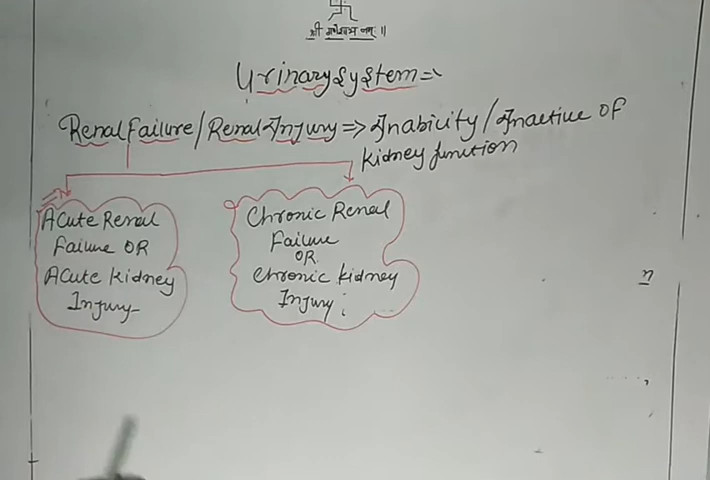 श्री गणेशाय नमः ॥
Urinary System ⇒
Renal Failure / Renal Injury ⇒ Inabicity / Inactive of
kidney function
Acute Renal
Failure OR
Acute Kidney
Injury-
Chronic Renal
Failure
OR
Chronic kidney
Injury ;
n